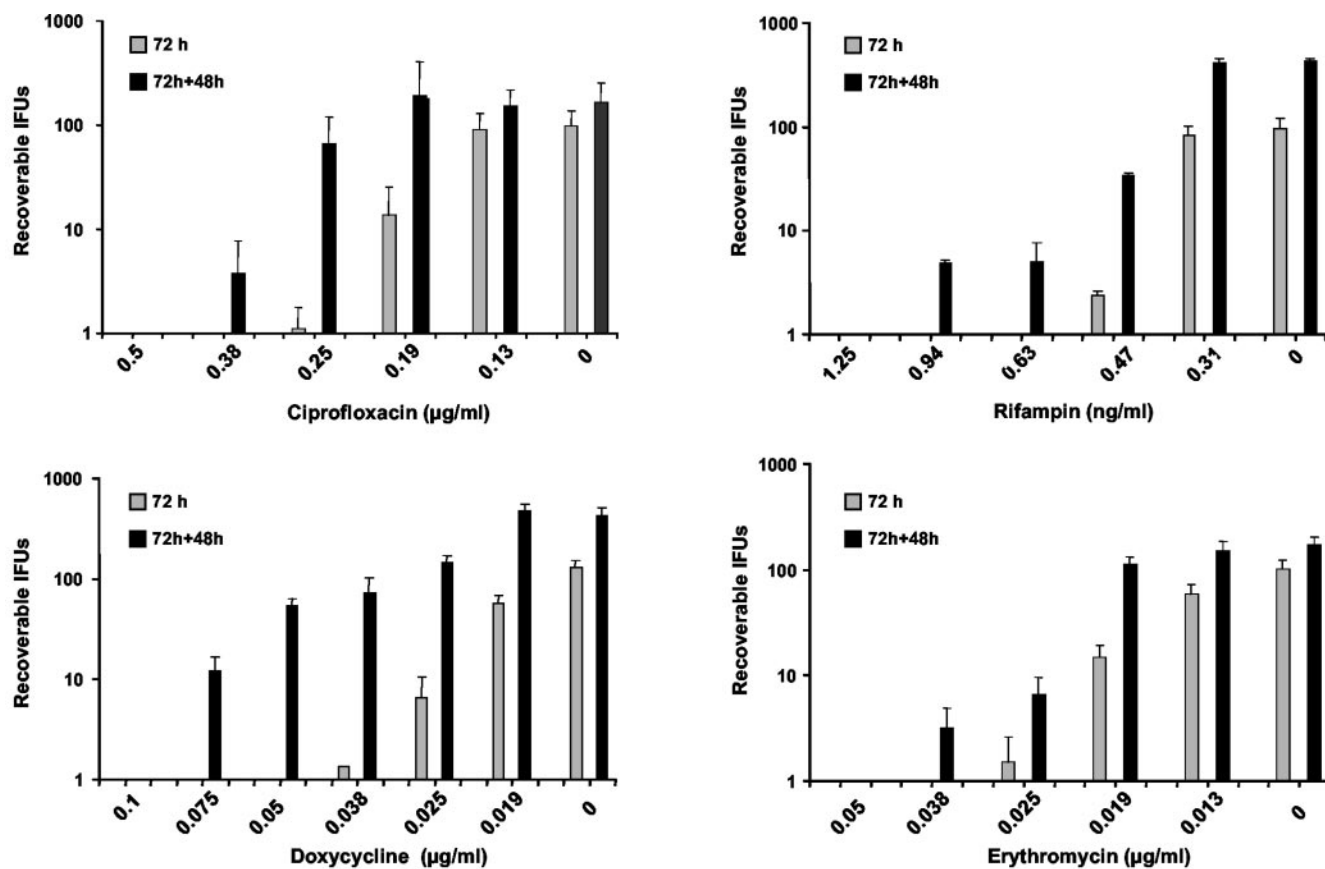 1000
100
10
1
Recoverable IFUs
72 h
72h+48h
0.5 0.38 0.25 0.19 0.13 0
Ciprofloxacin (µg/ml)
1000
100
10
1
Recoverable IFUs
72 h
72h+48h
1.25 0.94 0.63 0.47 0.31 0
Rifampin (ng/ml)
1000
100
10
1
Recoverable IFUs
72 h
72h+48h
0.1 0.075 0.05 0.038 0.025 0.019 0
Doxycycline (µg/ml)
1000
100
10
1
Recoverable IFUs
72 h
72h+48h
0.05 0.038 0.025 0.019 0.013 0
Erythromycin (µg/ml)